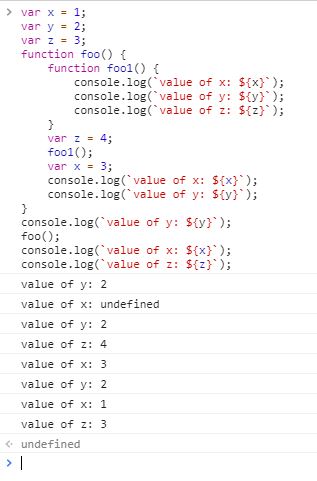 > var x = 1;
var y = 2;
var z = 3;
function foo() {
    function foo1() {
        console.log(`value of x: ${x}`);
        console.log(`value of y: ${y}`);
        console.log(`value of z: ${z}`);
    }
    var z = 4;
    foo1();
    var x = 3;
    console.log(`value of x: ${x}`);
    console.log(`value of y: ${y}`);
}
console.log(`value of y: ${y}`);
foo();
console.log(`value of x: ${x}`);
console.log(`value of z: ${z}`);
value of y: 2
value of x: undefined
value of y: 2
value of z: 4
value of x: 3
value of y: 2
value of x: 1
value of z: 3
undefined